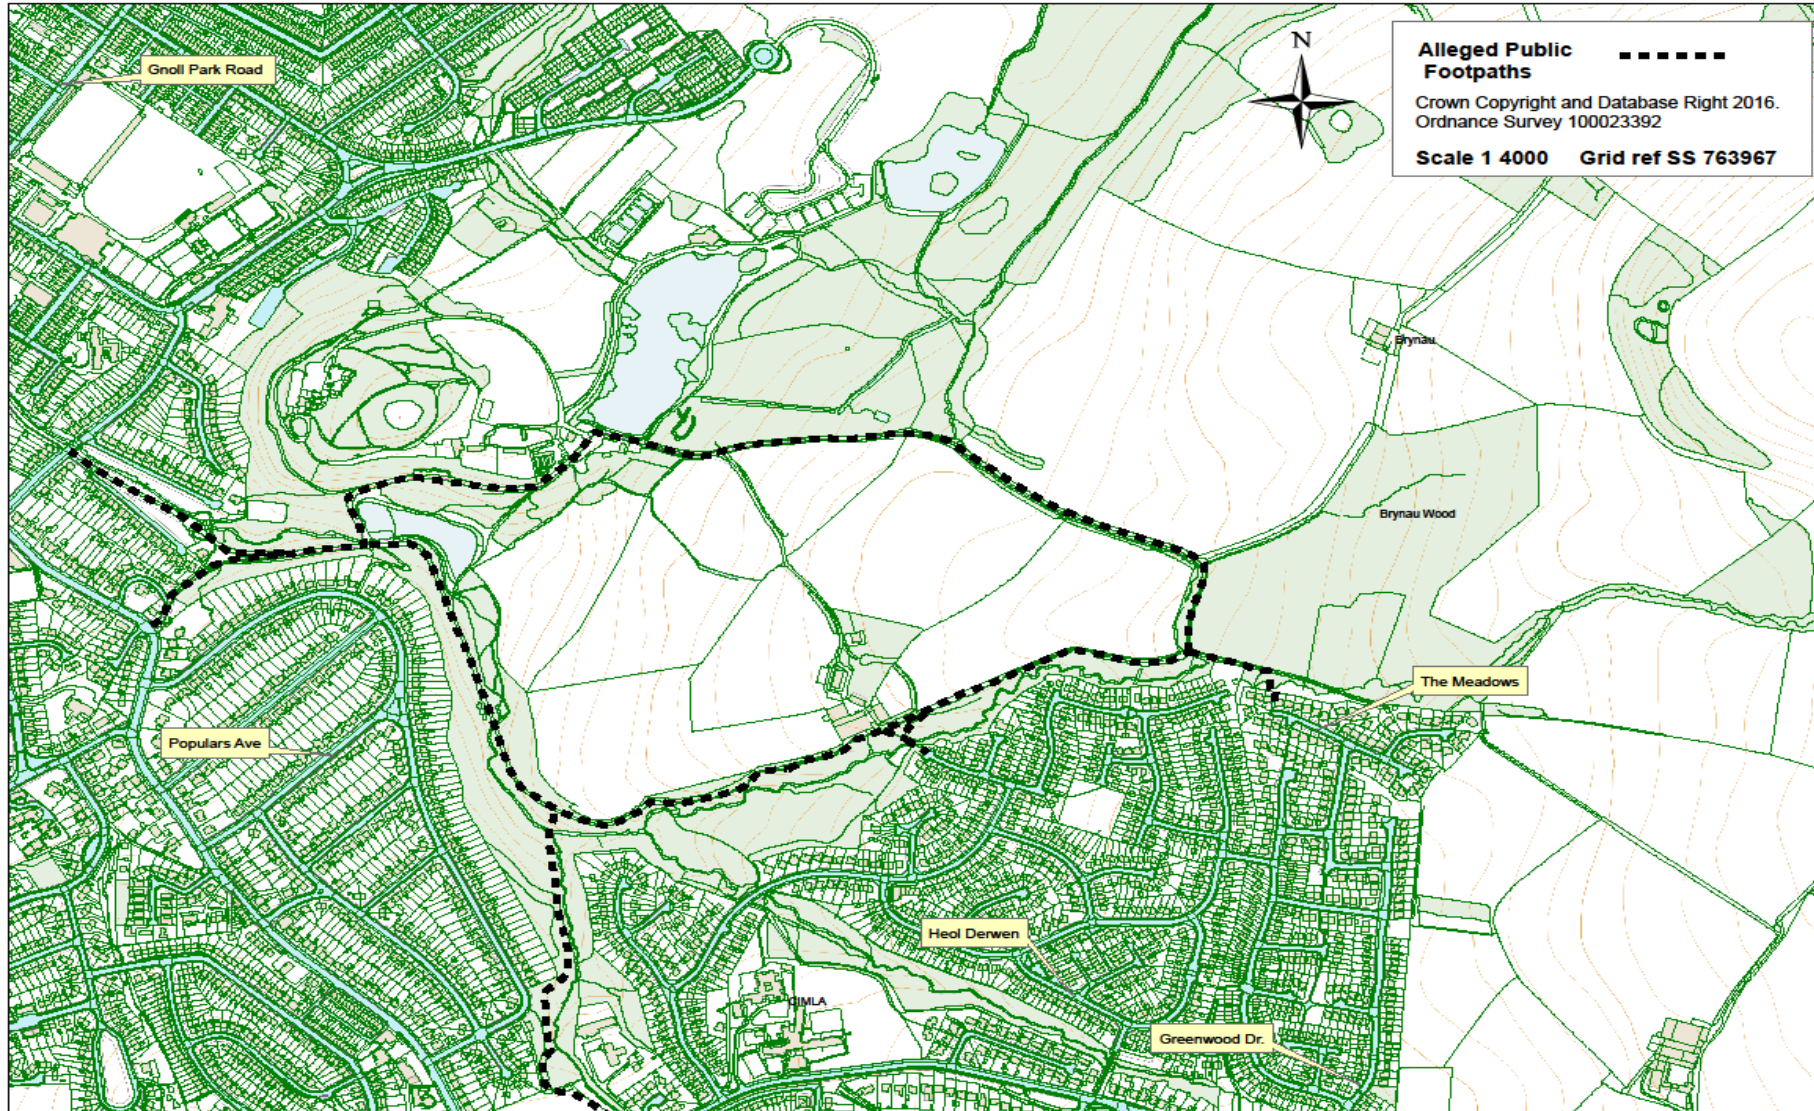 Gnoll Park Road
N
Alleged Public
Footpaths
Crown Copyright and Database Right 2016.
Ordnance Survey 100023392
Scale 1 4000 Grid ref SS 763967
Brynau
Brynau Wood
The Meadows
Populars Ave
Heol Derwen
CIMLA
Greenwood Dr.